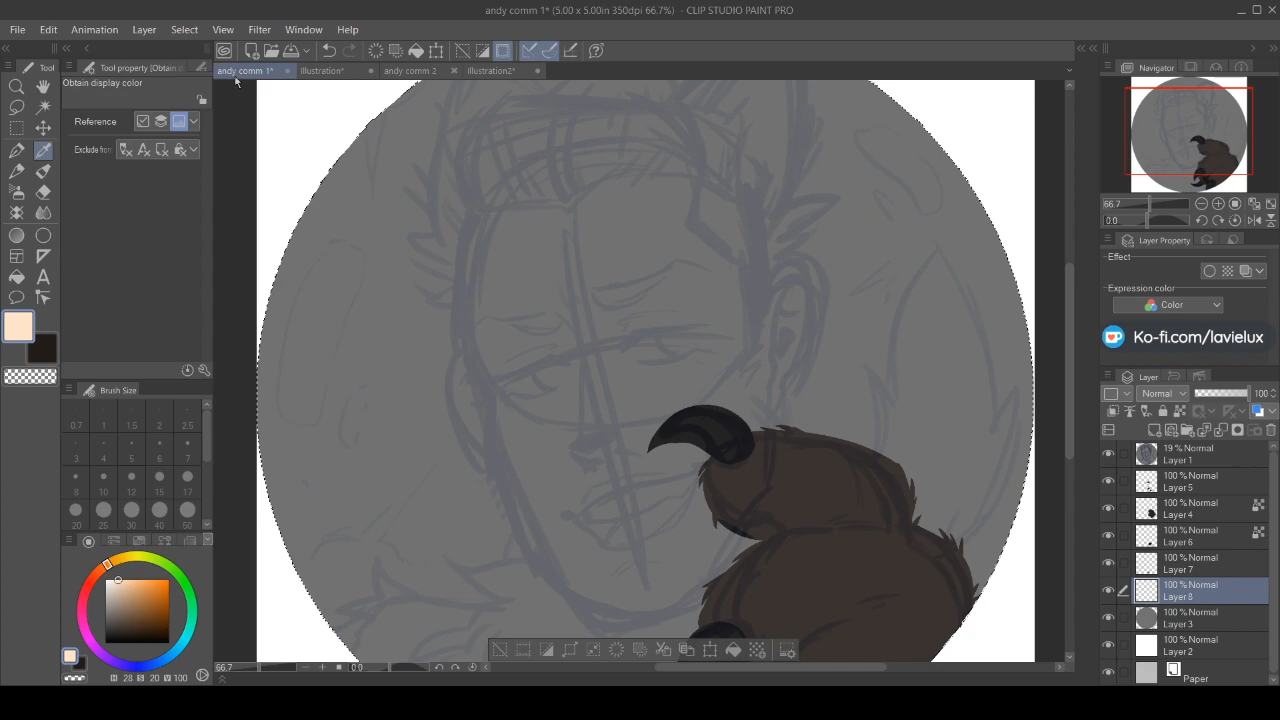 andy comm 1* (5.00 x 5.00in 350dpi 66.7%) - CLIP STUDIO PAINT PRO
File Edit Animation Layer Select View Filter Window Help
Tool
Tool property [Obtain d
andy comm 1* Illustration* andy comm 2 Illustration2*
Navigator
Obtain display color
Reference
Exclude from
66.7
0.0
Layer Property
Effect
Expression color
Color
Ko-fi.com/lavielux
Brush Size
0.7 1 1.5 2 2.5
3 4 5 6 7
8 10 12 15 17
20 25 30 40 50
Layer
Normal 100
19 % Normal
Layer 1
100 % Normal
Layer 5
100 % Normal
Layer 4
100 % Normal
Layer 6
100 % Normal
Layer 7
100 % Normal
Layer 8
100 % Normal
Layer 3
100 % Normal
Layer 2
Paper
66.7 0.0
H 28 S 20 V 100